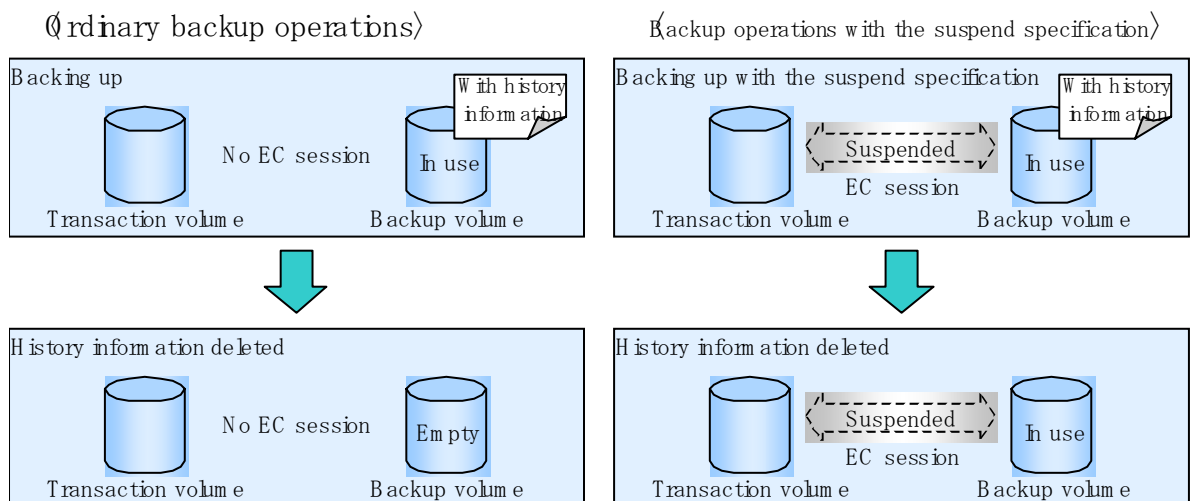 〈Ordinary backup operations〉
Backing up
With history
information
No EC session
In use
Transaction volume
Backup volume
History information deleted
No EC session
Empty
Transaction volume
Backup volume
〈Backup operations with the suspend specification〉
Backing up with the suspend specification
With history
information
Suspended
In use
EC session
Transaction volume
Backup volume
History information deleted
Suspended
In use
EC session
Transaction volume
Backup volume